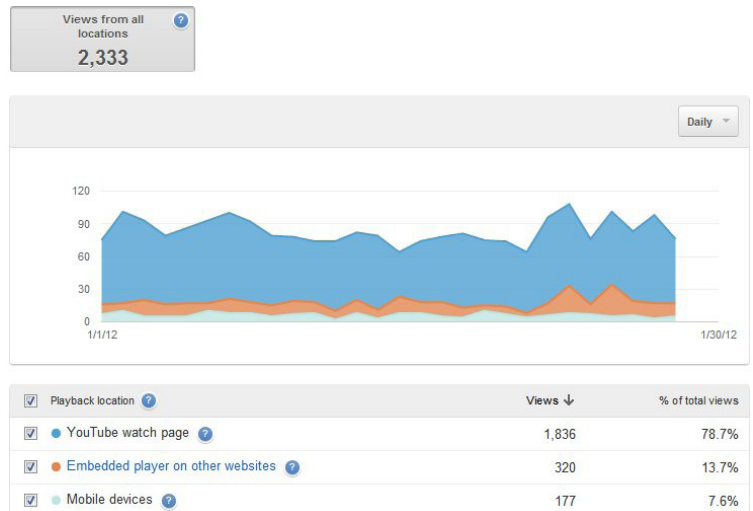 Views from all ?
locations
2,333
Daily
120
90
60
30
0
1/1/12 1/30/12
Playback location ? Views ↓ % of total views
YouTube watch page ? 1,836 78.7%
Embedded player on other websites ? 320 13.7%
Mobile devices ? 177 7.6%